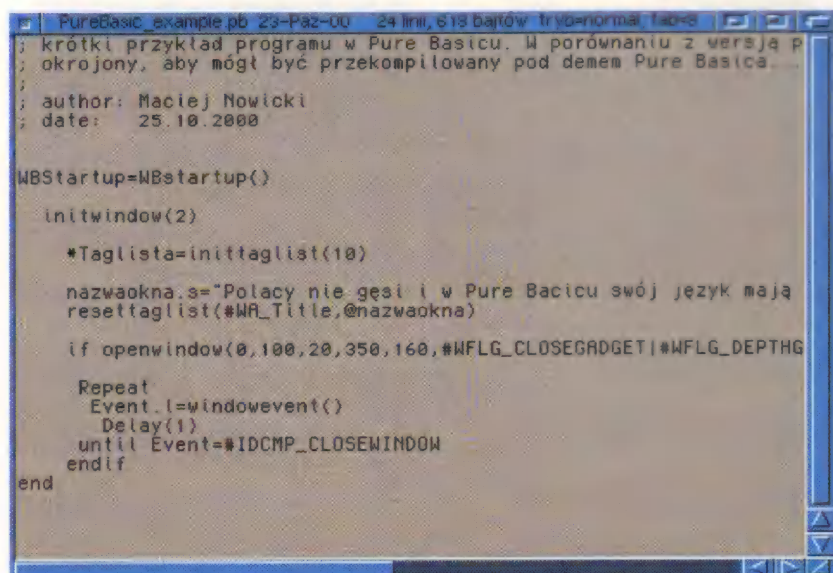 PureBasic_example.pb 23-Paź-00 24 linii, 618 bajtów tryb=normal, tab=8
; krótki przykład programu w Pure Basicu. W porównaniu z wersją p
; okrojony, aby mógł być przekompilowany pod demem Pure Basica...
;
; author: Maciej Nowicki
; date: 25.10.2000
WBStartup=WBstartup()
initwindow(2)
*Taglista=inittaglist(10)
nazwaokna.s="Polacy nie gęsi i w Pure Bacicu swój język mają
resettaglist(#WA_Title,@nazwaokna)
if openwindow(0,100,20,350,160,#WFLG_CLOSEGADGET|#WFLG_DEPTHG
Repeat
Event.l=windowevent()
Delay(1)
until Event=#IDCMP_CLOSEWINDOW
endif
end